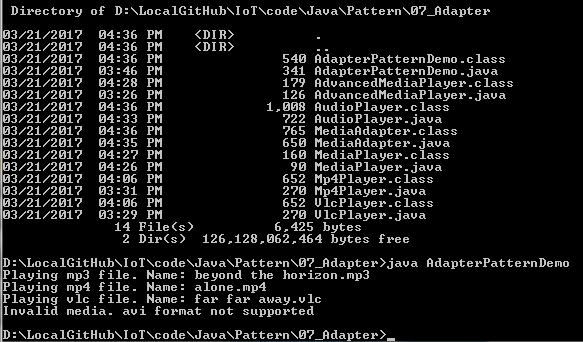 Directory of D:\LocalGitHub\IoT\code\Java\Pattern\07_Adapter
03/21/2017  04:36 PM    <DIR>          .
03/21/2017  04:36 PM    <DIR>          ..
03/21/2017  04:36 PM               540 AdapterPatternDemo.class
03/21/2017  03:46 PM               341 AdapterPatternDemo.java
03/21/2017  04:28 PM               179 AdvancedMediaPlayer.class
03/21/2017  03:26 PM               126 AdvancedMediaPlayer.java
03/21/2017  04:36 PM             1,008 AudioPlayer.class
03/21/2017  04:33 PM               722 AudioPlayer.java
03/21/2017  04:36 PM               765 MediaAdapter.class
03/21/2017  04:35 PM               650 MediaAdapter.java
03/21/2017  04:27 PM               160 MediaPlayer.class
03/21/2017  04:26 PM                90 MediaPlayer.java
03/21/2017  04:06 PM               652 Mp4Player.class
03/21/2017  03:31 PM               270 Mp4Player.java
03/21/2017  04:06 PM               652 VlcPlayer.class
03/21/2017  03:29 PM               270 VlcPlayer.java
14 File(s)          6,425 bytes
2 Dir(s)  126,128,062,464 bytes free
D:\LocalGitHub\IoT\code\Java\Pattern\07_Adapter>java AdapterPatternDemo
Playing mp3 file. Name: beyond the horizon.mp3
Playing mp4 file. Name: alone.mp4
Playing vlc file. Name: far far away.vlc
Invalid media. avi format not supported
D:\LocalGitHub\IoT\code\Java\Pattern\07_Adapter>_